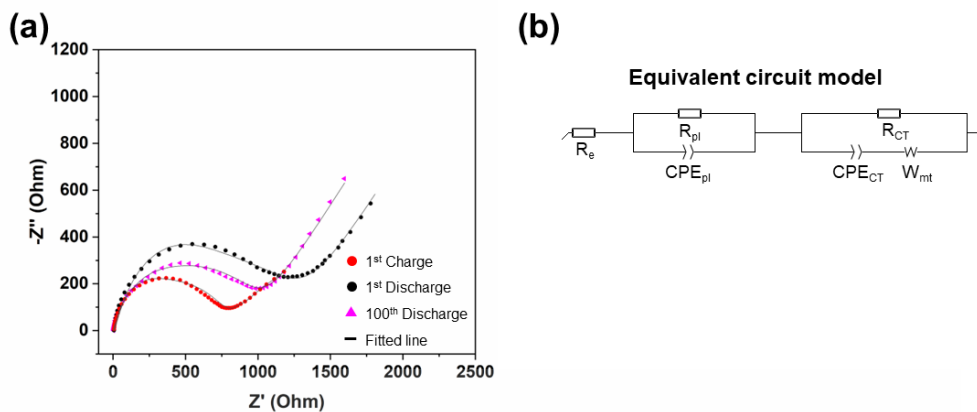 (a)
1200
1000
800
600
400
200
0
-Z'' (Ohm)
0
500
1000
1500
2000
2500
Z' (Ohm)
1st Charge
1st Discharge
100th Discharge
Fitted line
(b)
Equivalent circuit model
Re
Rpl
CPEpl
RCT
CPECT
W
Wmt